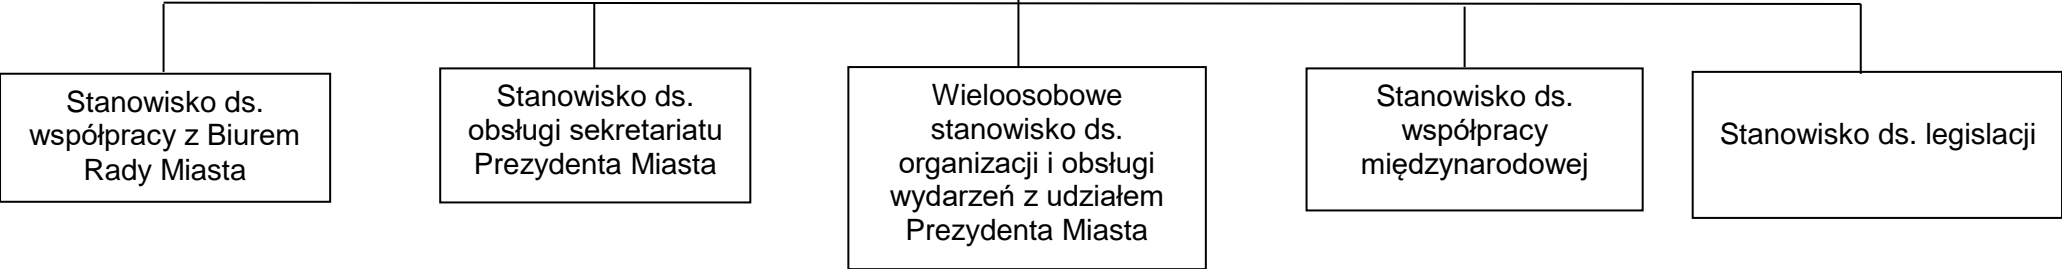 Stanowisko ds.
współpracy z Biurem
Rady Miasta
Stanowisko ds.
obsługi sekretariatu
Prezydenta Miasta
Wieloosobowe
stanowisko ds.
organizacji i obsługi
wydarzeń z udziałem
Prezydenta Miasta
Stanowisko ds.
współpracy
międzynarodowej
Stanowisko ds. legislacji